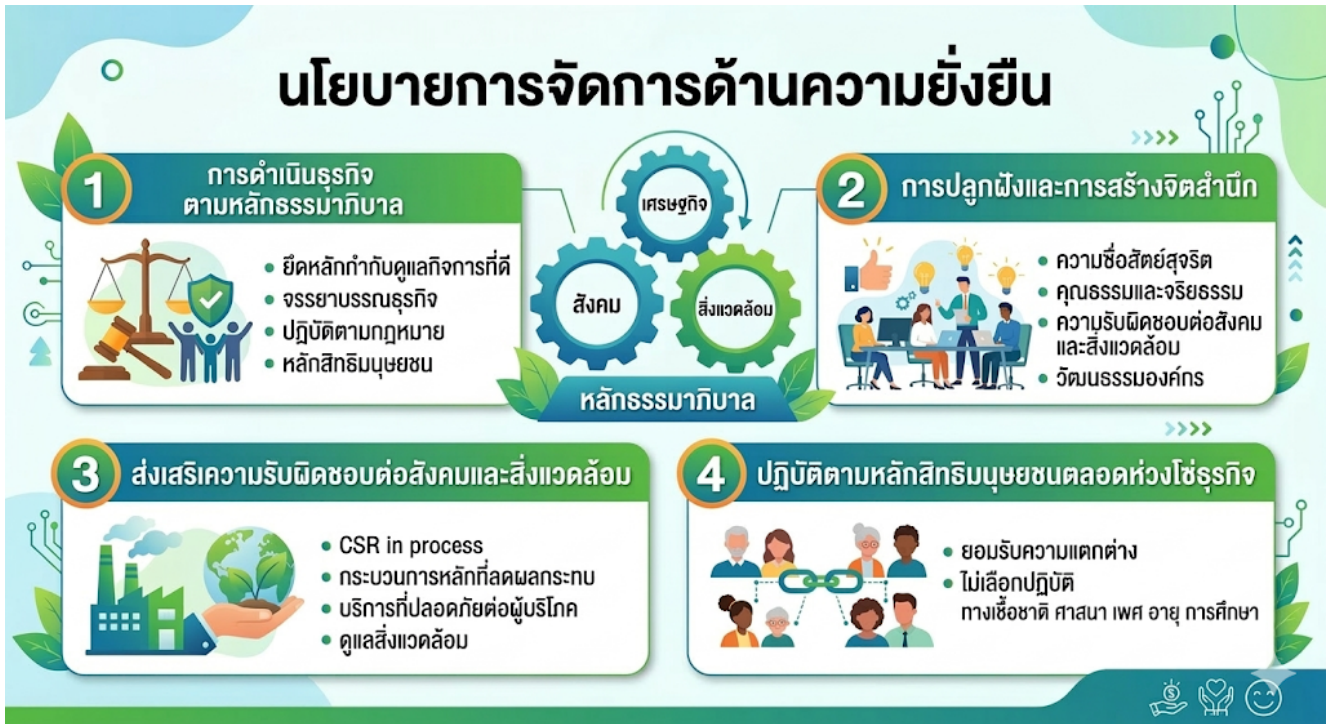 นโยบายการจัดการด้านความยั่งยืน
1
การดำเนินธุรกิจ
ตามหลักธรรมาภิบาล
• ยึดหลักกำกับดูแลกิจการที่ดี
• จรรยาบรรณธุรกิจ
• ปฏิบัติตามกฎหมาย
• หลักสิทธิมนุษยชน
เศรษฐกิจ
สังคม
สิ่งแวดล้อม
หลักธรรมาภิบาล
2
การปลูกฝังและการสร้างจิตสำนึก
• ความซื่อสัตย์สุจริต
• คุณธรรมและจริยธรรม
• ความรับผิดชอบต่อสังคม
และสิ่งแวดล้อม
• วัฒนธรรมองค์กร
3
ส่งเสริเความรับผิดชอบต่อสังคมและสิ่งแวดล้อม
• CSR in process
• กระบวนการหลักที่ลดผลกระทบ
• บริการที่ปลอดภัยต่อผู้บริโภค
• ดูแลสิ่งแวดล้อม
4
ปฏิบัติตามหลักสิทธิมนุษยชนตลอดห่วงโซ่ธุรกิจ
• ยอมรับความแตกต่าง
• ไม่เลือกปฏิบัติ
ทางเชื้อชาติ ศาสนา เพศ อายุ การศึกษา
$